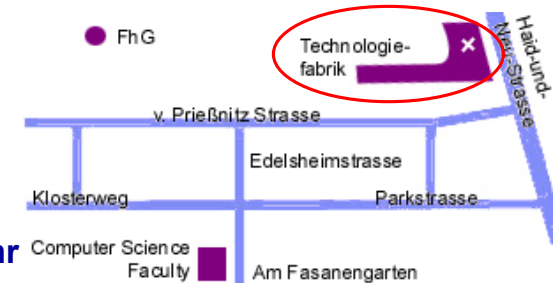 FhG
Technologie-
fabrik
Haid-und-
Neu-Strasse
v. Prießnitz Strasse
Edelsheimstrasse
Klosterweg
Parkstrasse
Computer Science
Faculty
Am Fasanengarten